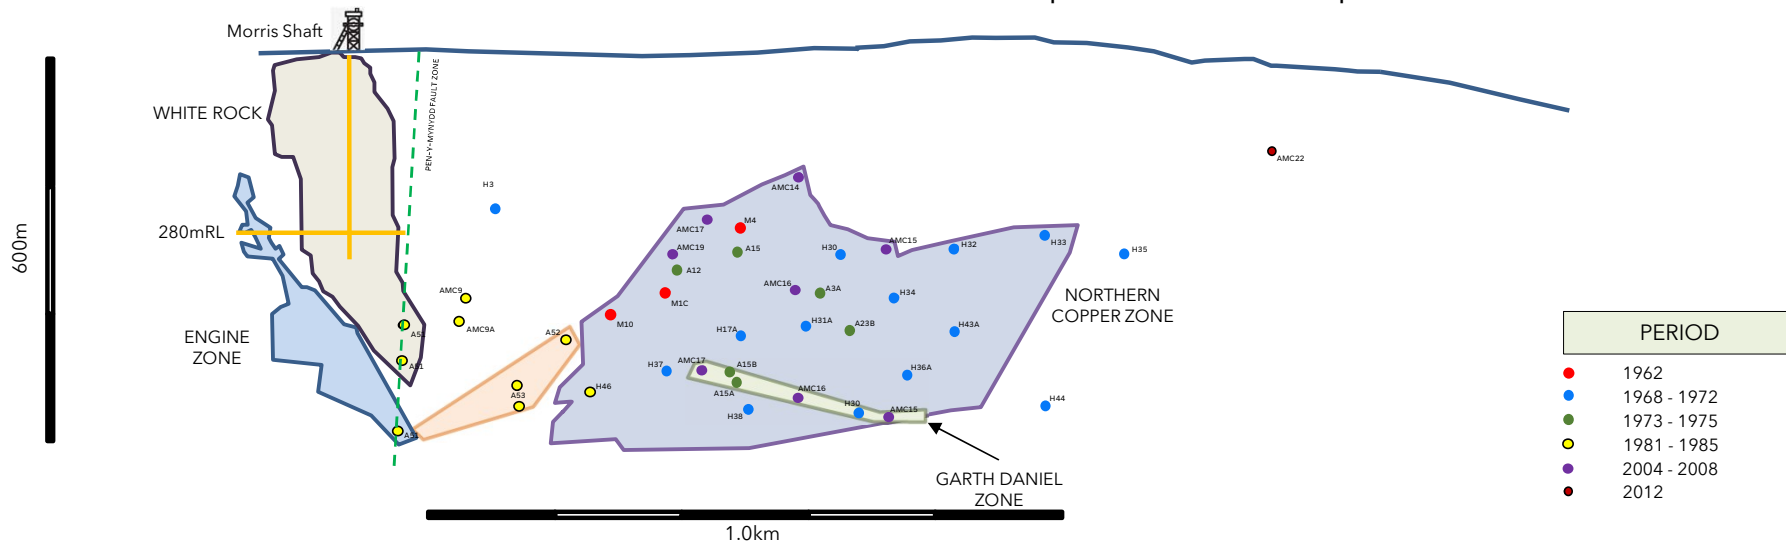 Morris Shaft
WHITE ROCK
PEN-Y-MYNYDD FAULT ZONE
H3
AMC22
280mRL
600m
AMC14
AMC17
M4
AMC19
A15
A12
H30
AMC15
H32
H33
H35
AMC9
AMC9A
M1C
AMC16
A3A
H34
NORTHERN
COPPER ZONE
ENGINE
ZONE
A51
A52
M10
H17A
H31A
A23B
H43A
A51
A53
H46
H37
AMC17
A15B
A15A
AMC16
H36A
H38
H30
AMC15
H44
A51
GARTH DANIEL
ZONE
1.0km
PERIOD
1962
1968 - 1972
1973 - 1975
1981 - 1985
2004 - 2008
2012